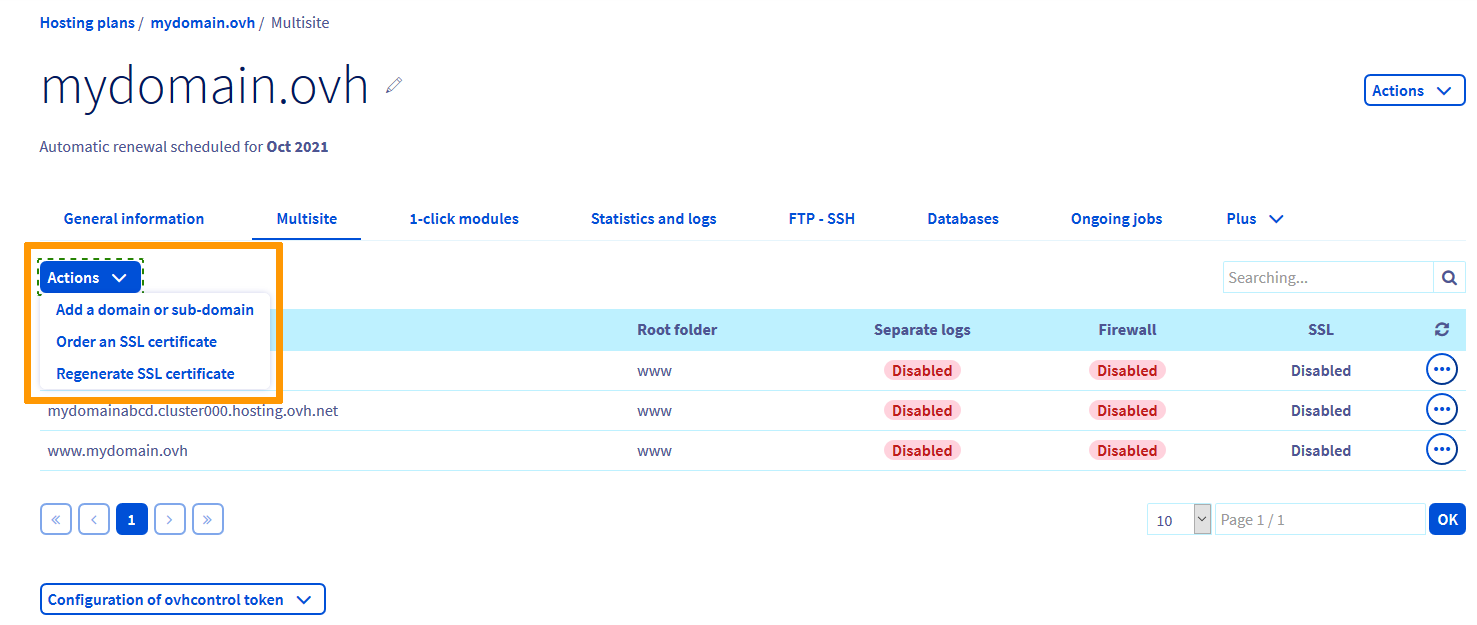 Hosting plans / mydomain.ovh / Multisite
mydomain.ovh
Actions
Automatic renewal scheduled for Oct 2021
General information Multisite 1-click modules Statistics and logs FTP - SSH Databases Ongoing jobs Plus
Actions
Searching...
Add a domain or sub-domain
Order an SSL certificate
Regenerate SSL certificate
Root folder Separate logs Firewall SSL
www Disabled Disabled Disabled
mydomainabcd.cluster000.hosting.ovh.net www Disabled Disabled Disabled
www.mydomain.ovh www Disabled Disabled Disabled
« ‹ 1 › » 10 Page 1 / 1 OK
Configuration of ovhcontrol token